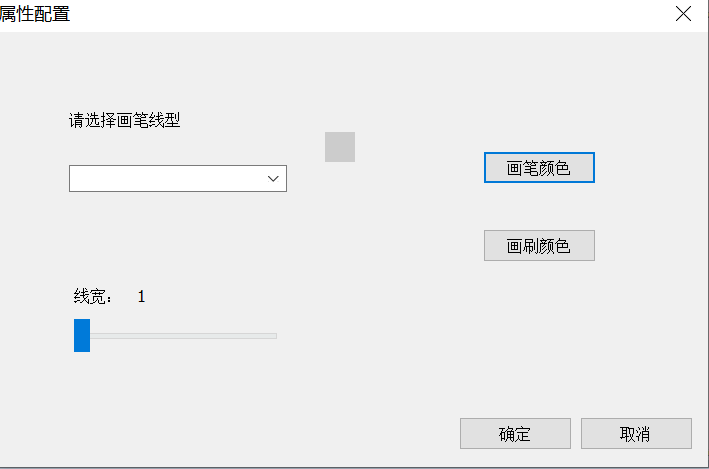 属性配置
请选择画笔线型
画笔颜色
画刷颜色
线宽： 1
确定
取消